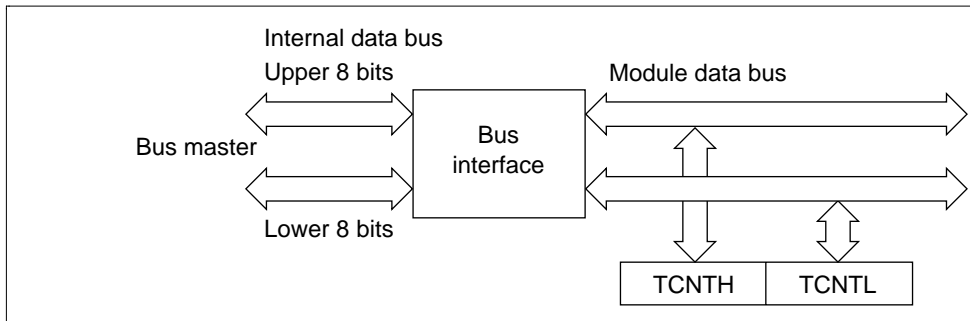 Internal data bus
Upper 8 bits
Module data bus
Bus
interface
Bus master
Lower 8 bits
TCNTH
TCNTL